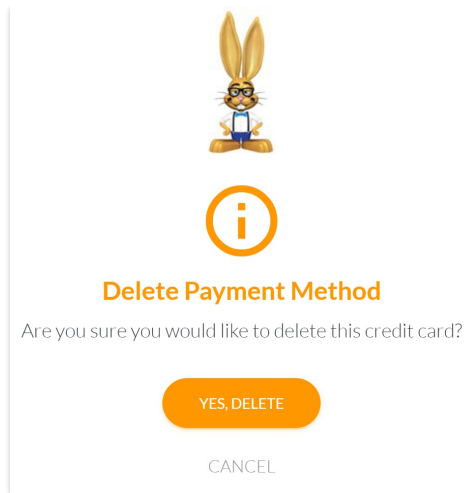 Delete Payment Method
Are you sure you would like to delete this credit card?
YES, DELETE
CANCEL